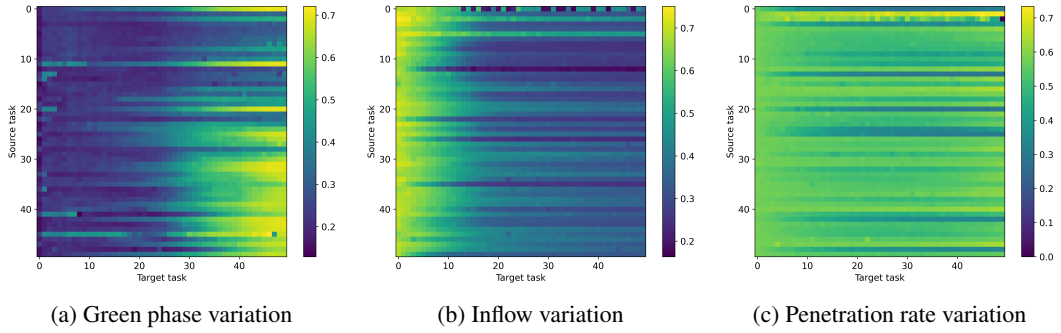 0
10
20
30
40
Source task
0 10 20 30 40
Target task
0.7
0.6
0.5
0.4
0.3
0.2
0
10
20
30
40
Source task
0 10 20 30 40
Target task
0.7
0.6
0.5
0.4
0.3
0.2
0
10
20
30
40
Source task
0 10 20 30 40
Target task
0.7
0.6
0.5
0.4
0.3
0.2
0.1
0.0
(a) Green phase variation
(b) Inflow variation
(c) Penetration rate variation